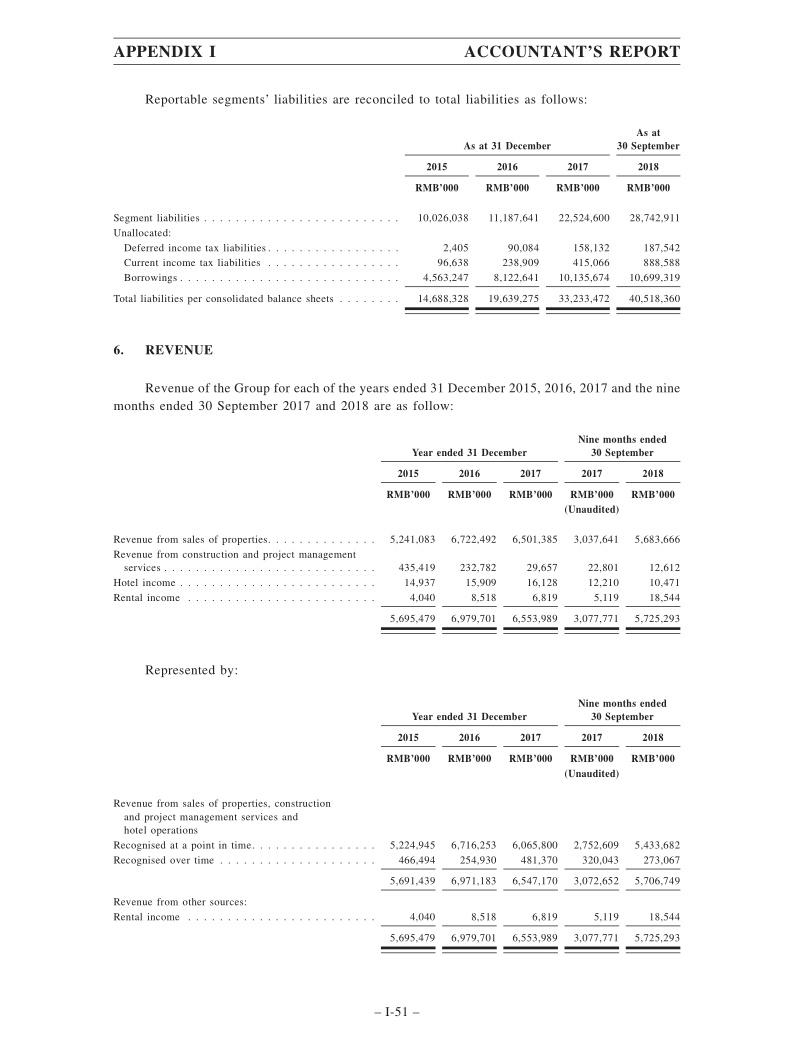 APPENDIX I ACCOUNTANT'S REPORT
Reportable segments' liabilities are reconciled to total liabilities as follows:
As at
As at 31 December 30 September
2015 2016 2017 2018
RMB'000 RMB'000 RMB'000 RMB'000
Segment liabilities . . . . . . . . . . . . . . . . . . . . . . . . . 10,026,038 11,187,641 22,524,600 28,742,911
Unallocated:
Deferred income tax liabilities . . . . . . . . . . . . . . . . . 2,405 90,084 158,132 187,542
Current income tax liabilities . . . . . . . . . . . . . . . . . 96,638 238,909 415,066 888,588
Borrowings . . . . . . . . . . . . . . . . . . . . . . . . . . . . 4,563,247 8,122,641 10,135,674 10,699,319
Total liabilities per consolidated balance sheets . . . . . . . . 14,688,328 19,639,275 33,233,472 40,518,360
6. REVENUE
Revenue of the Group for each of the years ended 31 December 2015, 2016, 2017 and the nine
months ended 30 September 2017 and 2018 are as follow:
Nine months ended
Year ended 31 December 30 September
2015 2016 2017 2017 2018
RMB'000 RMB'000 RMB'000 RMB'000 RMB'000
(Unaudited)
Revenue from sales of properties. . . . . . . . . . . . . . 5,241,083 6,722,492 6,501,385 3,037,641 5,683,666
Revenue from construction and project management
services . . . . . . . . . . . . . . . . . . . . . . . . . . . 435,419 232,782 29,657 22,801 12,612
Hotel income . . . . . . . . . . . . . . . . . . . . . . . . . 14,937 15,909 16,128 12,210 10,471
Rental income . . . . . . . . . . . . . . . . . . . . . . . . 4,040 8,518 6,819 5,119 18,544
5,695,479 6,979,701 6,553,989 3,077,771 5,725,293
Represented by:
Nine months ended
Year ended 31 December 30 September
2015 2016 2017 2017 2018
RMB'000 RMB'000 RMB'000 RMB'000 RMB'000
(Unaudited)
Revenue from sales of properties, construction
and project management services and
hotel operations
Recognised at a point in time. . . . . . . . . . . . . . . . 5,224,945 6,716,253 6,065,800 2,752,609 5,433,682
Recognised over time . . . . . . . . . . . . . . . . . . . . 466,494 254,930 481,370 320,043 273,067
5,691,439 6,971,183 6,547,170 3,072,652 5,706,749
Revenue from other sources:
Rental income . . . . . . . . . . . . . . . . . . . . . . . . 4,040 8,518 6,819 5,119 18,544
5,695,479 6,979,701 6,553,989 3,077,771 5,725,293
– I-51 –